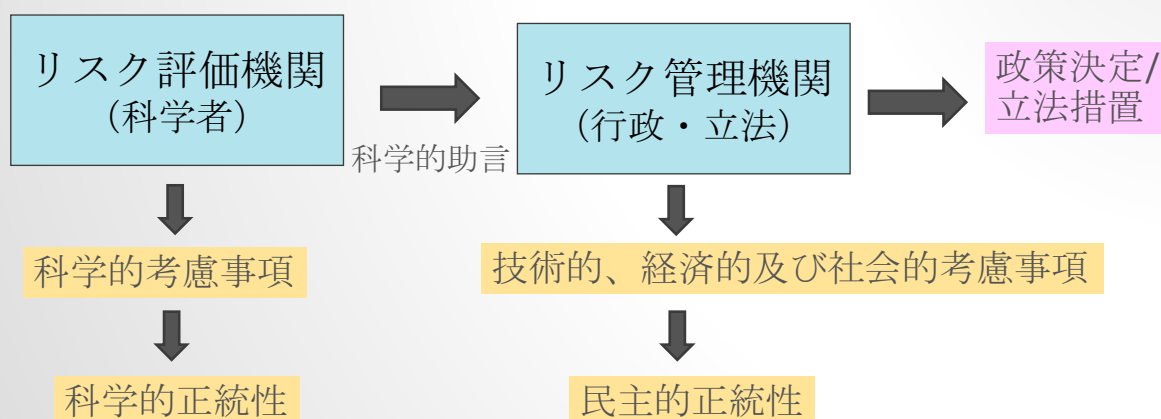 リスク評価機関
（科学者）
科学的助言
リスク管理機関
（行政・立法）
政策決定/
立法措置
科学的考慮事項
技術的、経済的及び社会的考慮事項
科学的正統性
民主的正統性